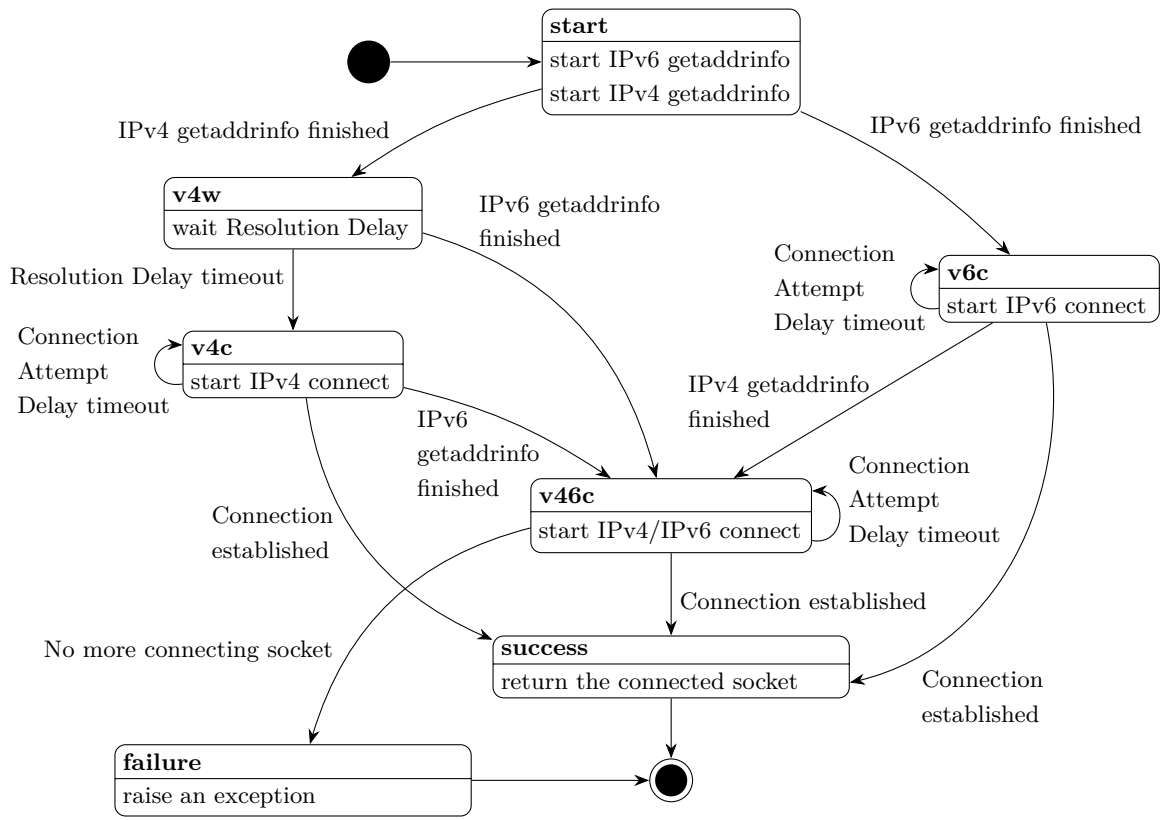 start
start IPv6 getaddrinfo
start IPv4 getaddrinfo
IPv4 getaddrinfo finished
IPv6 getaddrinfo finished
v4w
wait Resolution Delay
IPv6 getaddrinfo
finished
Resolution Delay timeout
Connection
Attempt
Delay timeout
v6c
start IPv6 connect
Connection
Attempt
Delay timeout
v4c
start IPv4 connect
IPv6
getaddrinfo
finished
IPv4 getaddrinfo
finished
v46c
start IPv4/IPv6 connect
Connection
Attempt
Delay timeout
Connection
established
Connection established
No more connecting socket
success
return the connected socket
Connection
established
failure
raise an exception